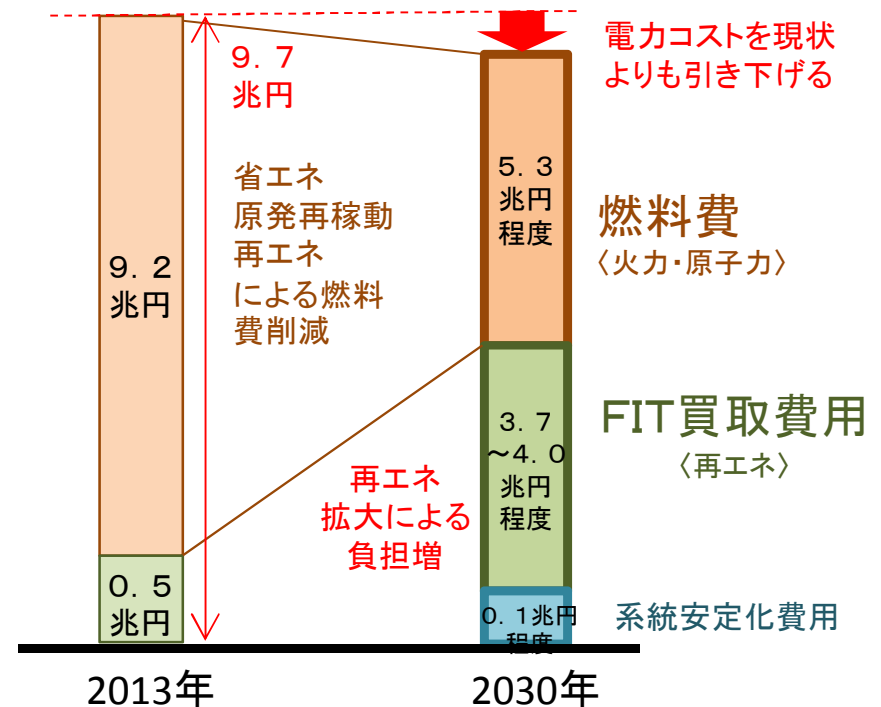 9．7
兆円
電力コストを現状
よりも引き下げる
省エネ
原発再稼動
再エネ
による燃料
費削減
9．2
兆円
5．3
兆円
程度
燃料費
〈火力・原子力〉
3．7
～4．0
兆円
程度
FIT買取費用
〈再エネ〉
再エネ
拡大による
負担増
0．5
兆円
0．1兆円
程度
系統安定化費用
2013年
2030年